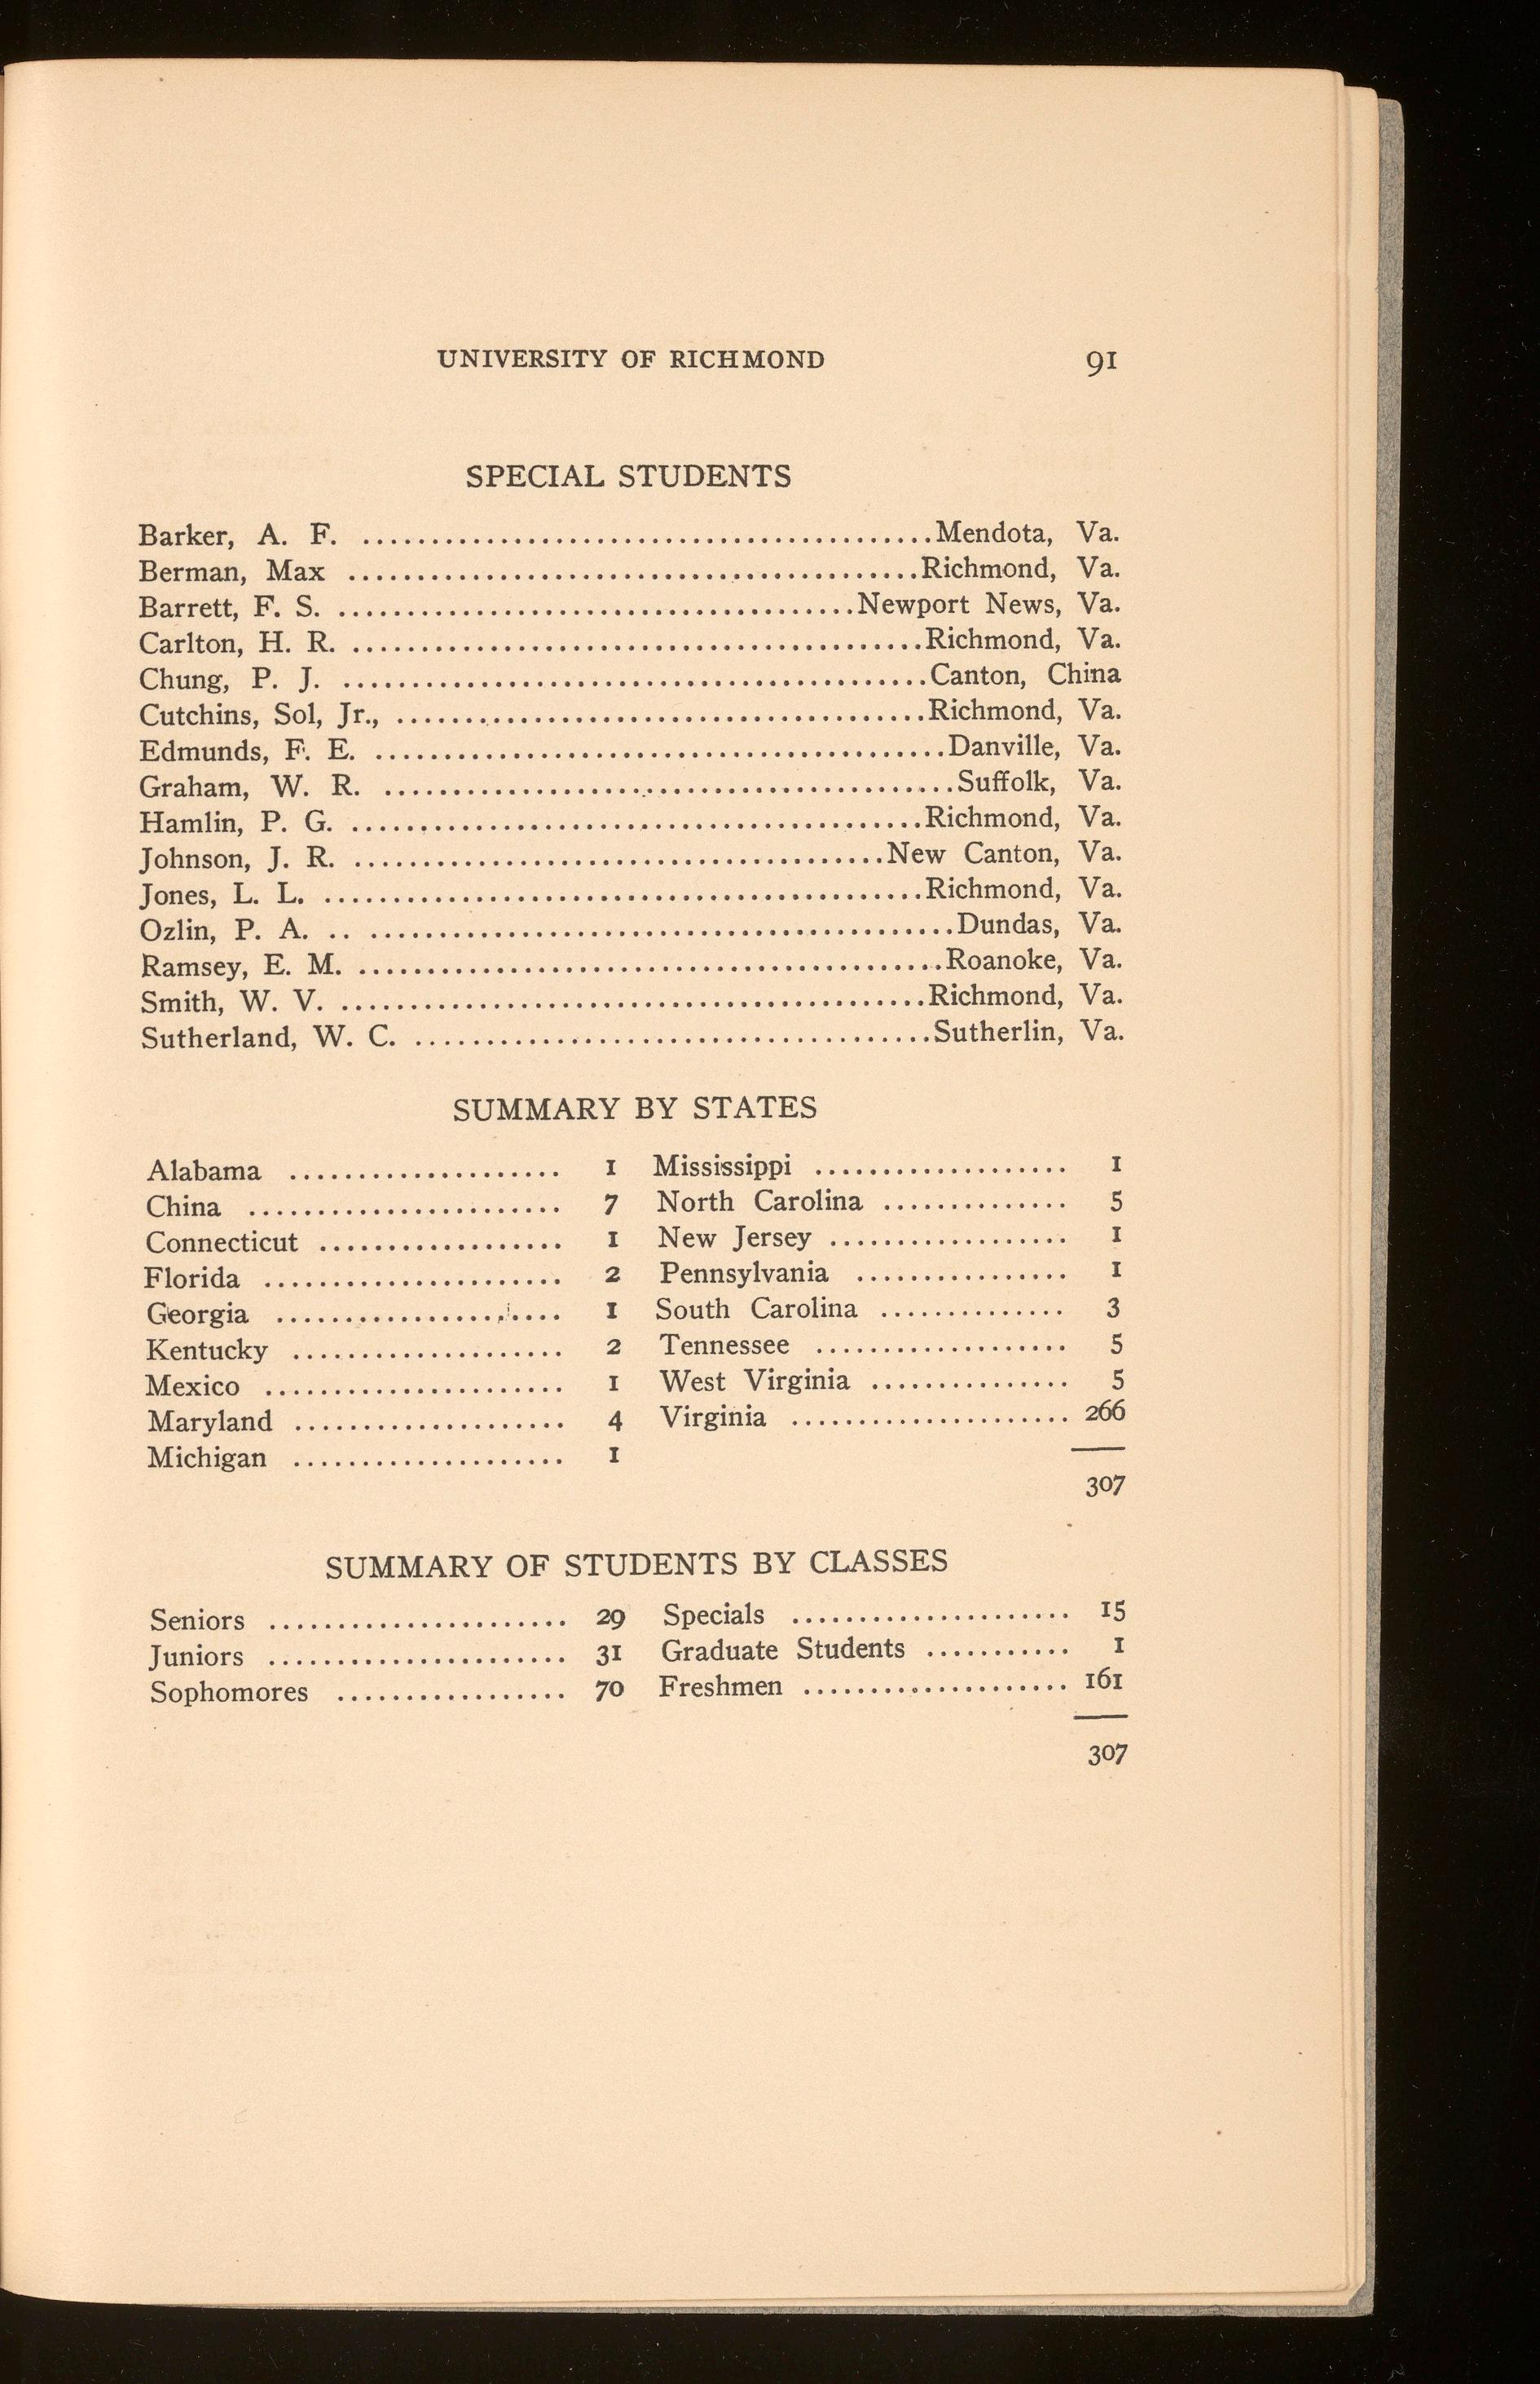 UNIVERSITY OF RICHMOND 91
SPECIAL STUDENTS
Barker, A. F. ........................................Mendota, Va.
Berman, Max ........................................Richmond, Va.
Barrett, F. S. ........................................Newport News, Va.
Carlton, H. R. ........................................Richmond, Va.
Chung, P. J. ........................................Canton, China
Cutchins, Sol, Jr., ........................................Richmond, Va.
Edmunds, F. E. ........................................Danville, Va.
Graham, W. R. ........................................Suffolk, Va.
Hamlin, P. G. ........................................Richmond, Va.
Johnson, J. R. ........................................New Canton, Va.
Jones, L. L. ........................................Richmond, Va.
Ozlin, P. A. .. ........................................Dundas, Va.
Ramsey, E. M. ........................................Roanoke, Va.
Smith, W. V. ........................................Richmond, Va.
Sutherland, W. C. ........................................Sutherlin, Va.
SUMMARY BY STATES
Alabama .................... 1 Mississippi ................... 1
China ....................... 7 North Carolina .............. 5
Connecticut .................. 1 New Jersey .................. 1
Florida ...................... 2 Pennsylvania ................ 1
Georgia ..................... 1 South Carolina .............. 3
Kentucky .................... 2 Tennessee ................... 5
Mexico ...................... 1 West Virginia ............... 5
Maryland .................... 4 Virginia ..................... 266
Michigan .................... 1
307
SUMMARY OF STUDENTS BY CLASSES
Seniors ...................... 29 Specials ..................... 15
Juniors ...................... 31 Graduate Students ........... 1
Sophomores ................. 70 Freshmen .................... 161
307